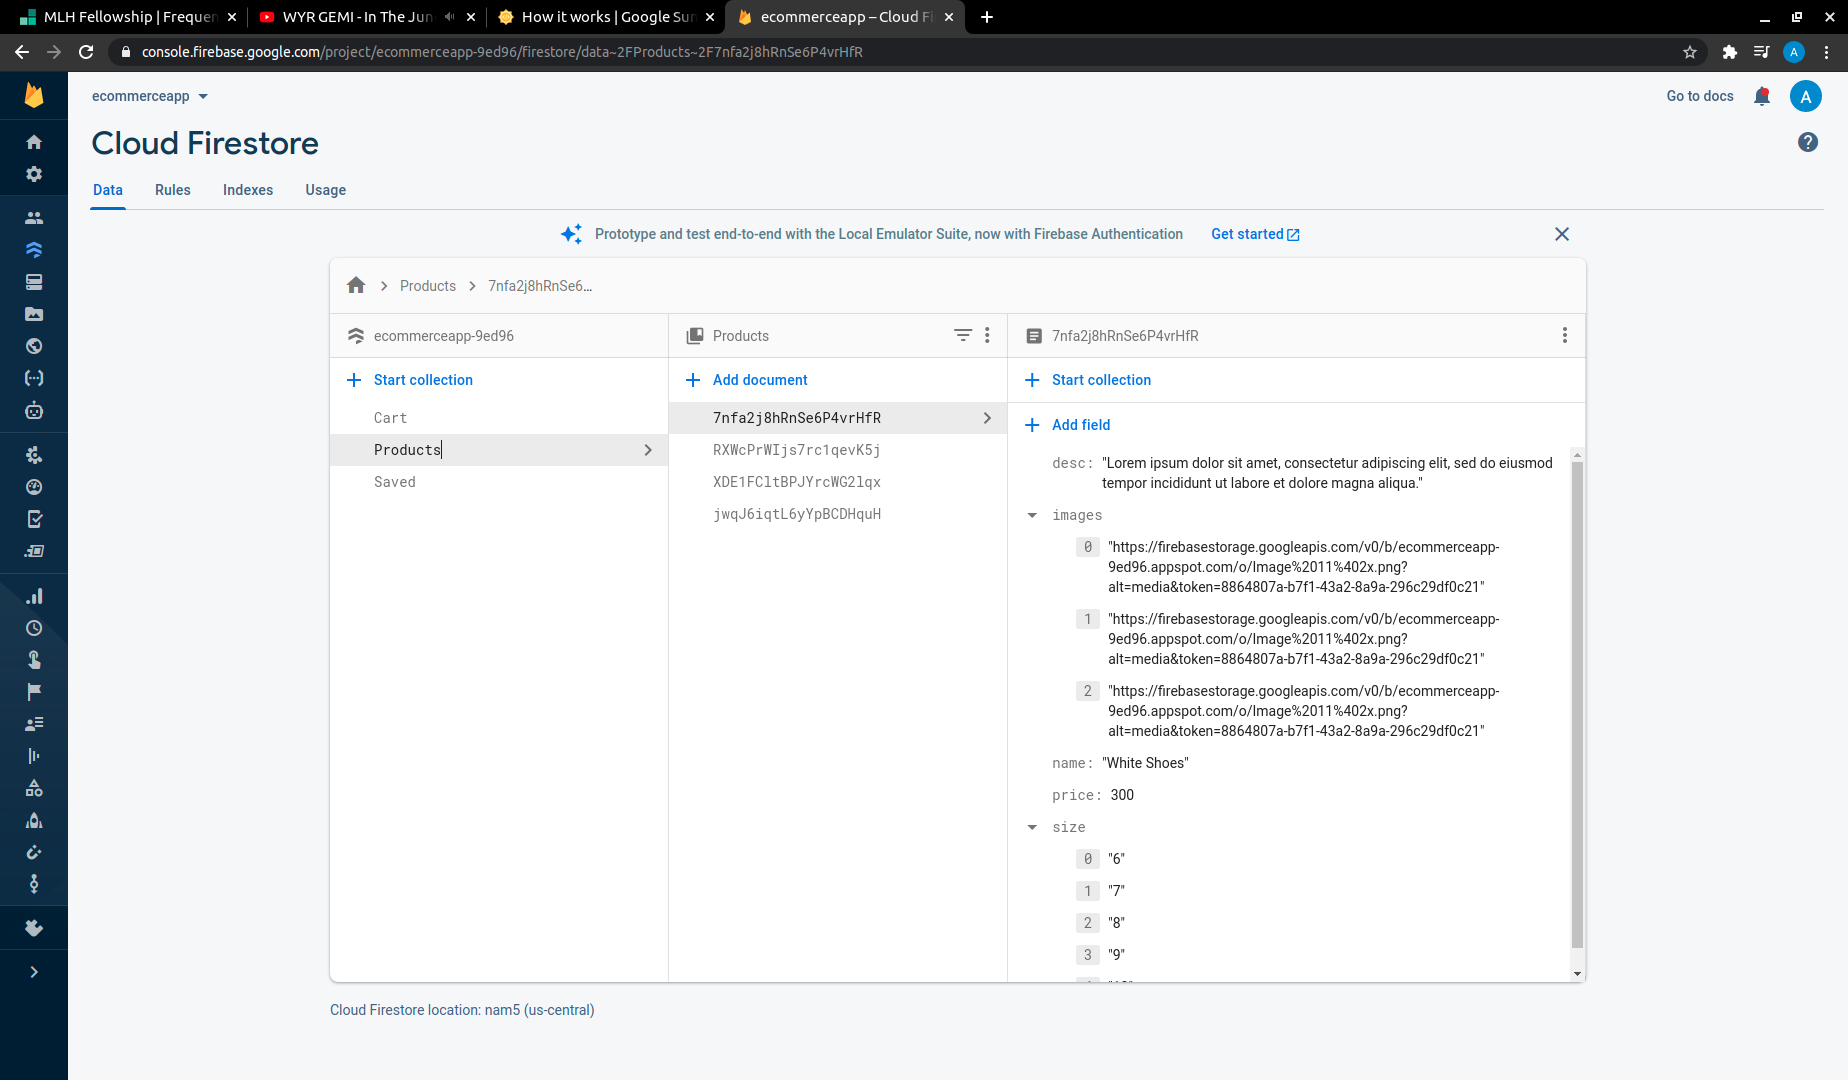 MLH Fellowship | Frequen
WYR GEMI - In The Jun
How it works | Google Sum
ecommerceapp – Cloud Fi
console.firebase.google.com/project/ecommerceapp-9ed96/firestore/data~2FProducts~2F7nfa2j8hRnSe6P4vrHfR
A
ecommerceapp
Go to docs
A
Cloud Firestore
?
Data
Rules
Indexes
Usage
Prototype and test end-to-end with the Local Emulator Suite, now with Firebase Authentication
Get started
Products
7nfa2j8hRnSe6...
ecommerceapp-9ed96
Products
7nfa2j8hRnSe6P4vrHfR
Start collection
Add document
Start collection
Cart
Products
Saved
7nfa2j8hRnSe6P4vrHfR
RXWcPrWIjs7rc1qevK5j
XDE1FCltBPJYrcWG2lqx
jwqJ6iqtL6yYpBCDHquH
Add field
desc: "Lorem ipsum dolor sit amet, consectetur adipiscing elit, sed do eiusmod
tempor incididunt ut labore et dolore magna aliqua."
images
0 "https://firebasestorage.googleapis.com/v0/b/ecommerceapp-
9ed96.appspot.com/o/Image%2011%402x.png?
alt=media&token=8864807a-b7f1-43a2-8a9a-296c29df0c21"
1 "https://firebasestorage.googleapis.com/v0/b/ecommerceapp-
9ed96.appspot.com/o/Image%2011%402x.png?
alt=media&token=8864807a-b7f1-43a2-8a9a-296c29df0c21"
2 "https://firebasestorage.googleapis.com/v0/b/ecommerceapp-
9ed96.appspot.com/o/Image%2011%402x.png?
alt=media&token=8864807a-b7f1-43a2-8a9a-296c29df0c21"
name: "White Shoes"
price: 300
size
0 "6"
1 "7"
2 "8"
3 "9"
Cloud Firestore location: nam5 (us-central)